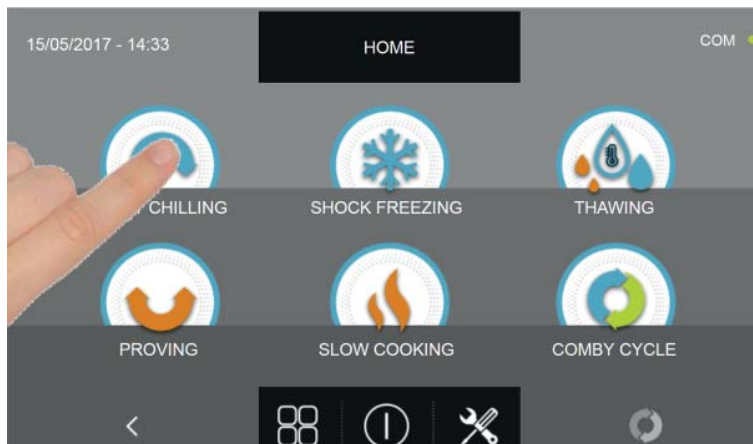 15/05/2017 - 14:33
HOME
COM
CHILLING
SHOCK FREEZING
THAWING
PROVING
SLOW COOKING
COMBY CYCLE